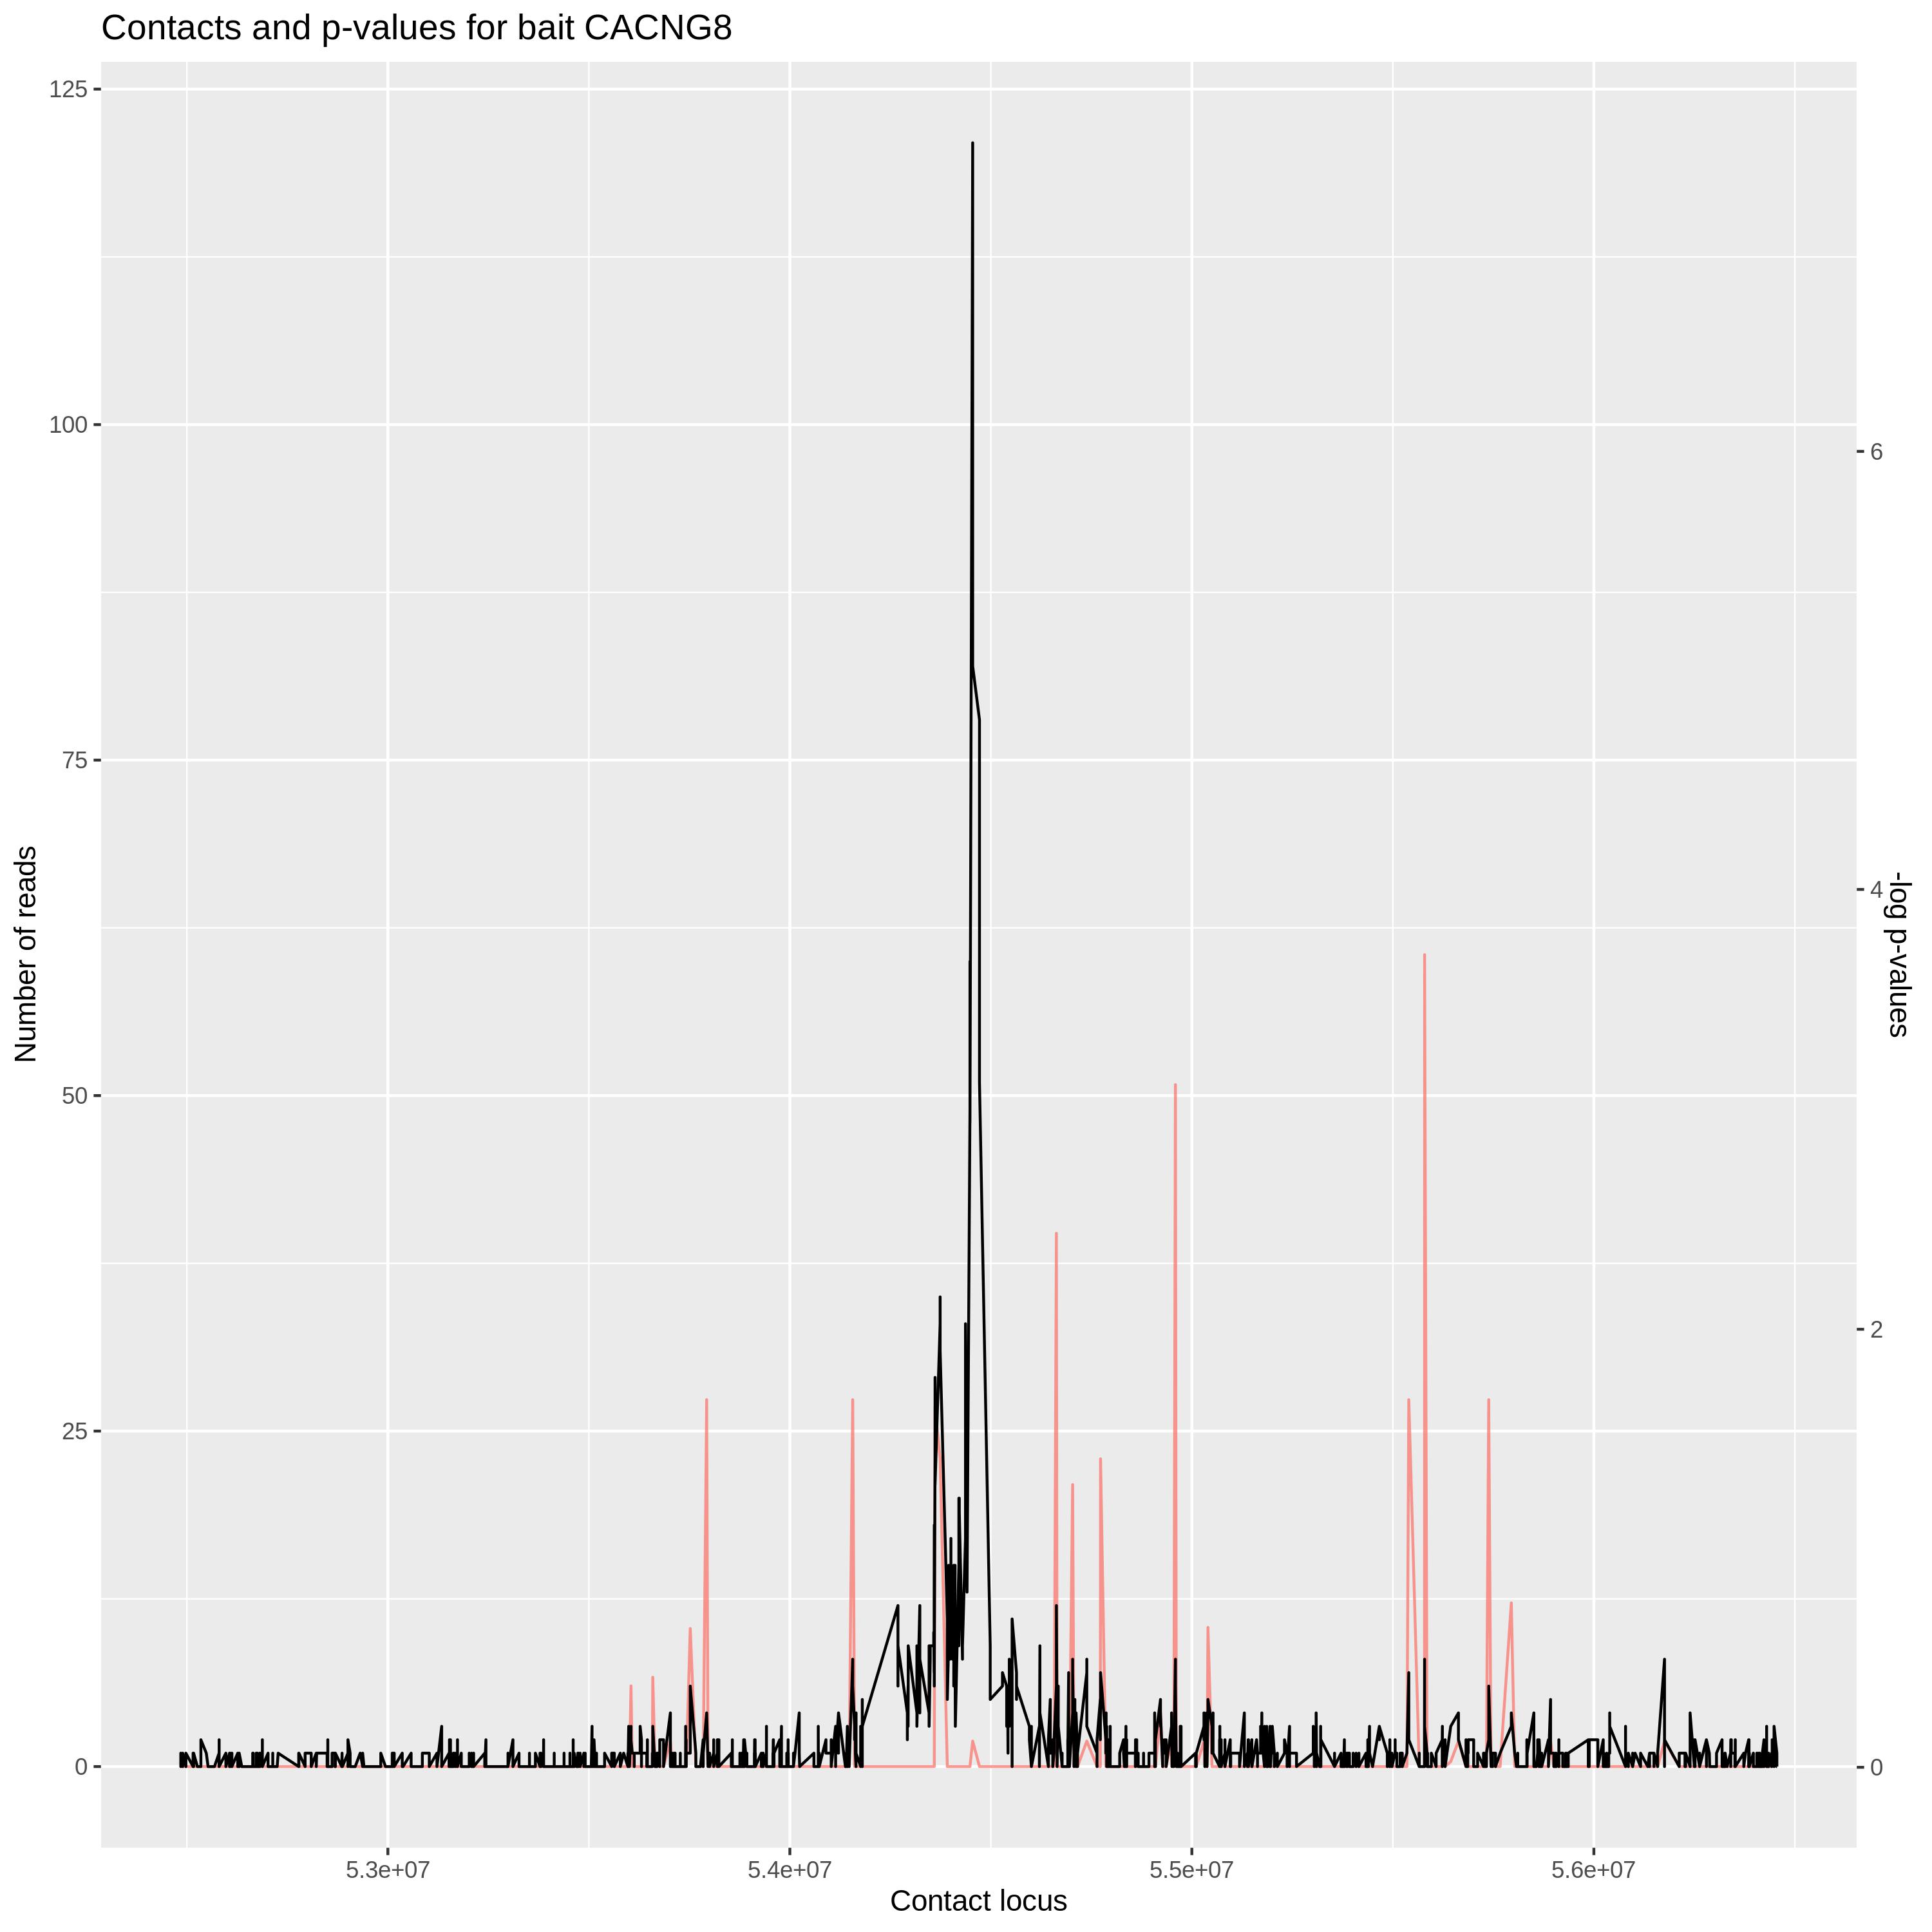 Contacts and p-values for bait CACNG8
125
100
75
50
25
0
Number of reads
6
4
2
0
-log p-values
5.3e+07
5.4e+07
5.5e+07
5.6e+07
Contact locus